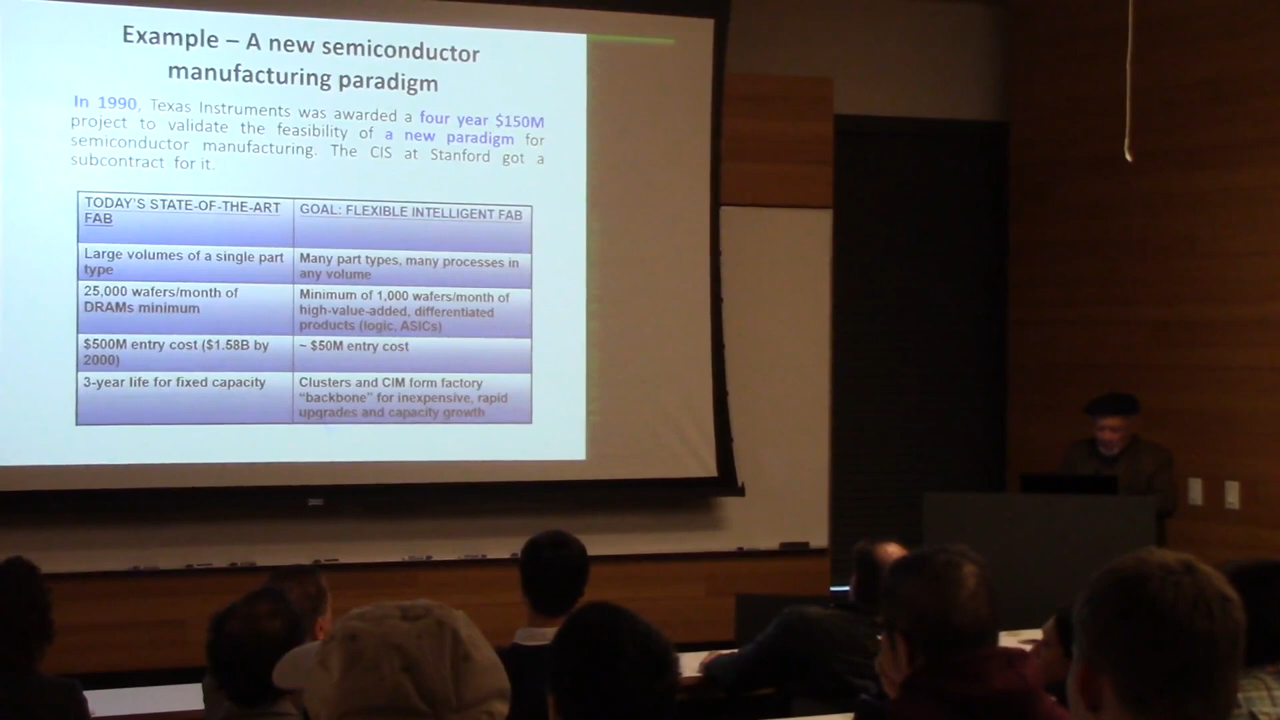 Example – A new semiconductor
manufacturing paradigm
In 1990, Texas Instruments was awarded a four year $150M
project to validate the feasibility of a new paradigm for
semiconductor manufacturing. The CIS at Stanford got a
subcontract for it.
TODAY'S STATE-OF-THE-ART
FAB
GOAL: FLEXIBLE INTELLIGENT FAB
Large volumes of a single part
type
Many part types, many processes in
any volume
25,000 wafers/month of
DRAMs minimum
Minimum of 1,000 wafers/month of
high-value-added, differentiated
products (logic, ASICs)
$500M entry cost ($1.58B by
2000)
~ $50M entry cost
3-year life for fixed capacity
Clusters and CIM form factory
“backbone” for inexpensive, rapid
upgrades and capacity growth